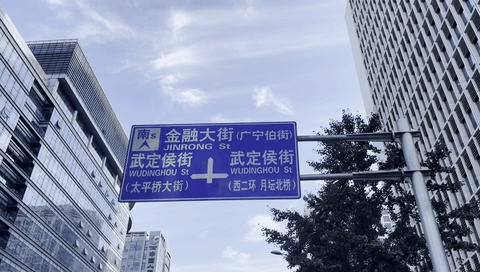 南S 金融大街(广宁伯街)
JINRONG St
武定侯街 武定侯街
WUDINGHOU St WUDINGHOU St
(太平桥大街) (西二环 月坛北桥)